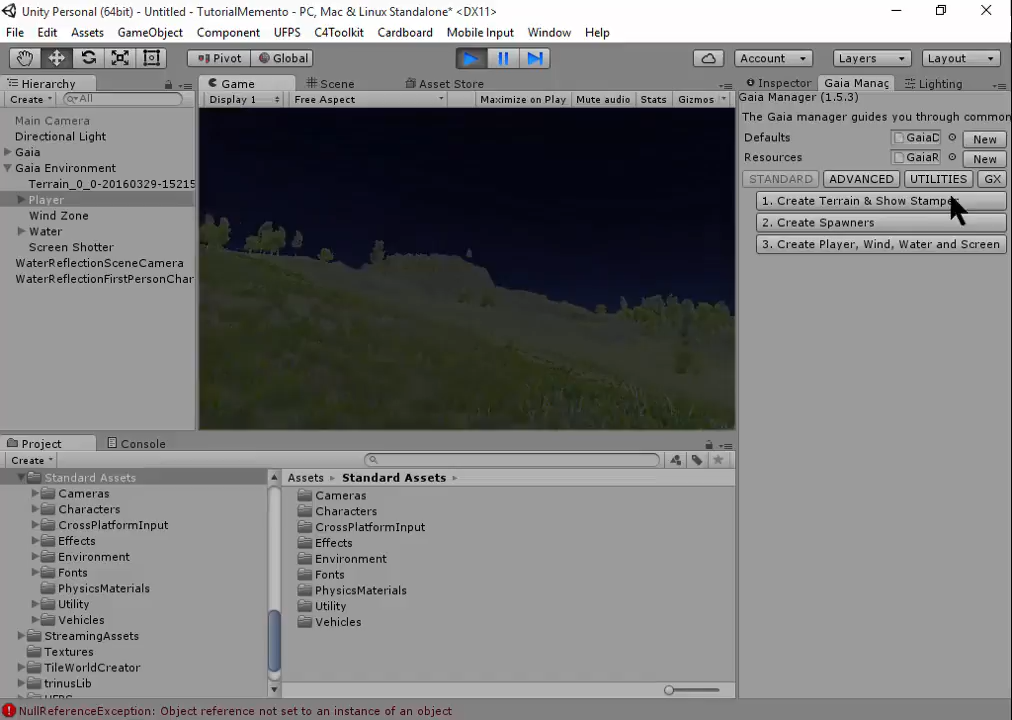 Unity Personal (64bit) - Untitled - TutorialMemento - PC, Mac & Linux Standalone* <DX11>
File Edit Assets GameObject Component UFPS C4Toolkit Cardboard Mobile Input Window Help
Pivot Global Account Layers Layout
Hierarchy Game Scene Asset Store Inspector Gaia Manag Lighting
Create All Display 1 Free Aspect Maximize on Play Mute audio Stats Gizmos
Gaia Manager (1.5.3)
Main Camera
The Gaia manager guides you through common
Directional Light
Defaults GaiaD New
Gaia
Resources GaiaR New
Gaia Environment
STANDARD ADVANCED UTILITIES GX
Terrain_0_0-20160329-15215
Player
1. Create Terrain & Show Stamper
Wind Zone
2. Create Spawners
Water
3. Create Player, Wind, Water and Screen
Screen Shotter
WaterReflectionSceneCamera
WaterReflectionFirstPersonChar
Project Console
Create
Standard Assets
Assets Standard Assets
Cameras
Characters
CrossPlatformInput
Effects
Environment
Fonts
PhysicsMaterials
Utility
Vehicles
StreamingAssets
Textures
TileWorldCreator
trinusLib
UFPS
Cameras
Characters
CrossPlatformInput
Effects
Environment
Fonts
PhysicsMaterials
Utility
Vehicles
NullReferenceException: Object reference not set to an instance of an object